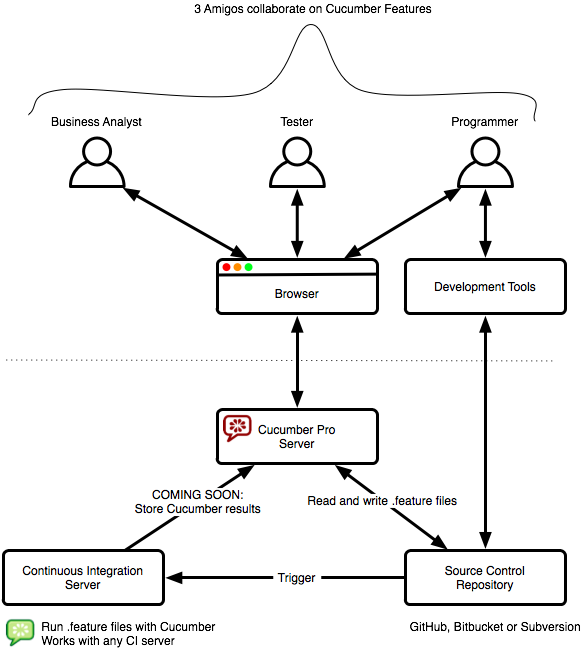 3 Amigos collaborate on Cucumber Features
Business Analyst
Tester
Programmer
Browser
Development Tools
Cucumber Pro
Server
COMING SOON:
Store Cucumber results
Read and write .feature files
Continuous Integration
Server
Trigger
Source Control
Repository
Run .feature files with Cucumber
Works with any CI server
GitHub, Bitbucket or Subversion